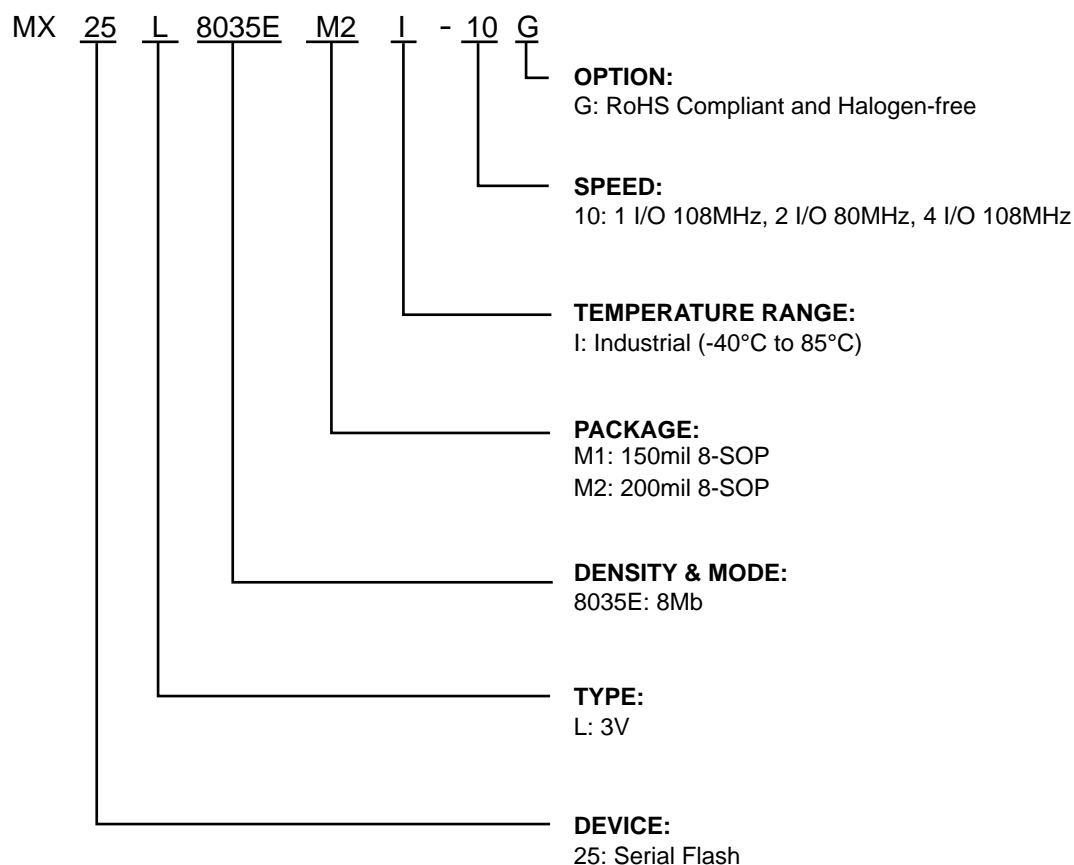 MX 25 L 8035E M2 I - 10 G
OPTION:
G: RoHS Compliant and Halogen-free
SPEED:
10: 1 I/O 108MHz, 2 I/O 80MHz, 4 I/O 108MHz
TEMPERATURE RANGE:
I: Industrial (-40°C to 85°C)
PACKAGE:
M1: 150mil 8-SOP
M2: 200mil 8-SOP
DENSITY & MODE:
8035E: 8Mb
TYPE:
L: 3V
DEVICE:
25: Serial Flash